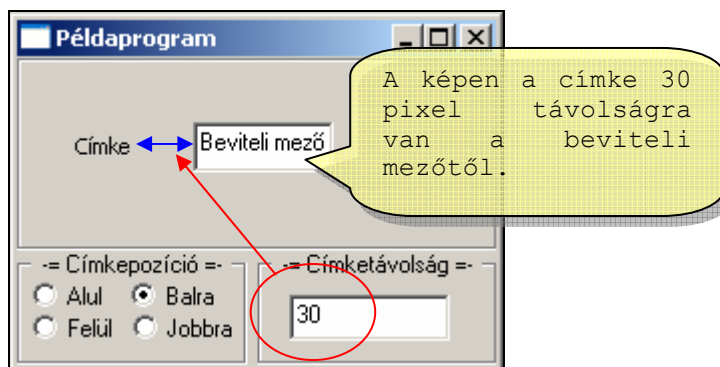 Példaprogram
A képen a címke 30
pixel távolságra
van a beviteli
mezőtől.
Címke
Beviteli mező
-= Címkepozíció =-
Alul
Balra
Felül
Jobbra
-= Címketávolság =-
30